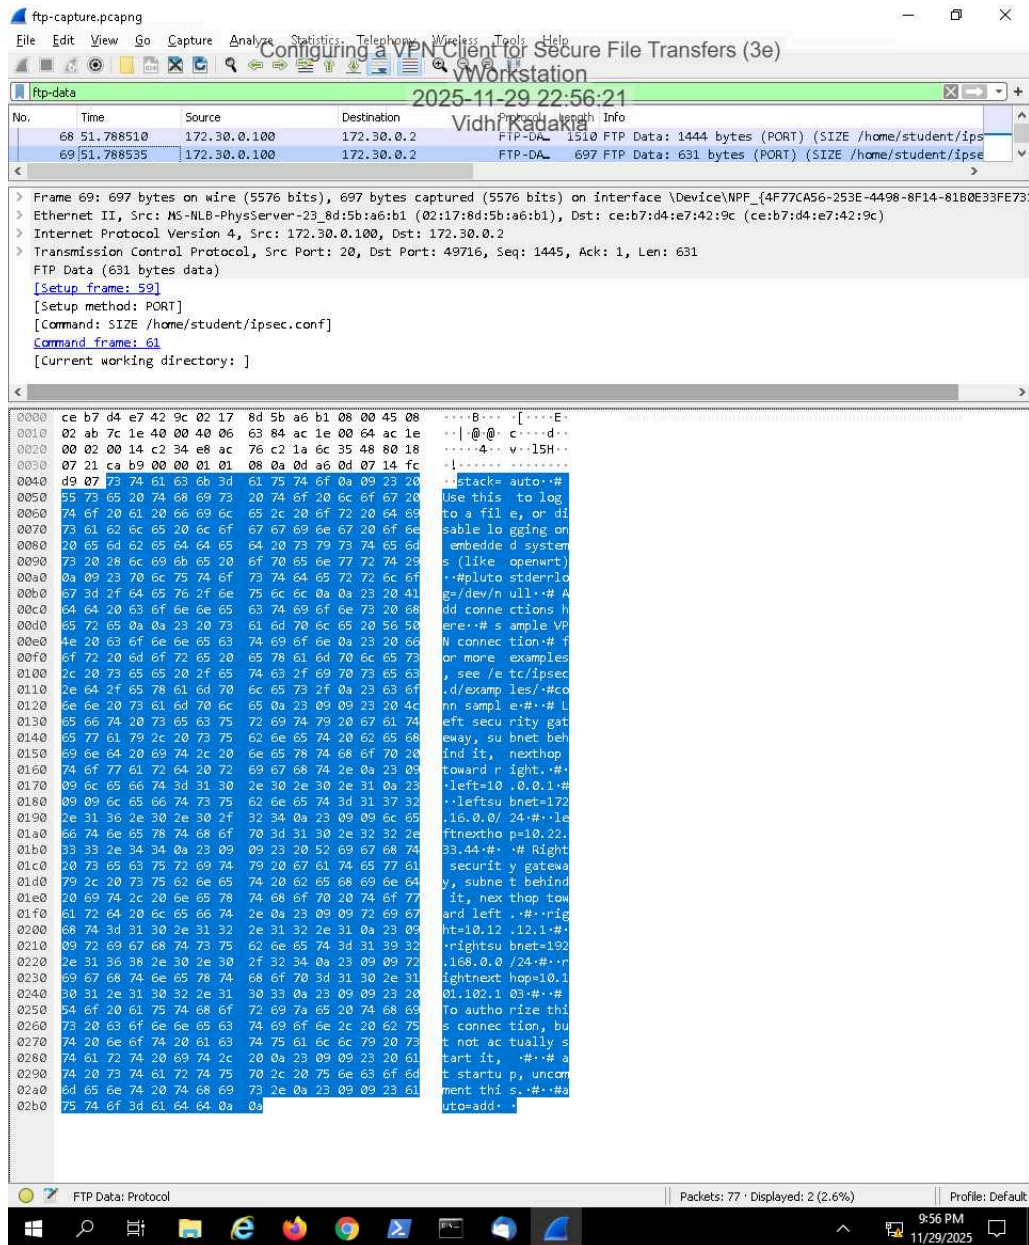 ftp-capture.pcapng
File Edit View Go Capture Analyze Statistics Telephony Wireless Tools Help
Configuring a VPN Client for Secure File Transfers (3e)
vWorkstation
2025-11-29 22:56:21
Vidhi Kadakia
ftp-data
No. Time Source Destination Protocol Length Info
68 51.788510 172.30.0.100 172.30.0.2 FTP-DA… 1510 FTP Data: 1444 bytes (PORT) (SIZE /home/student/ips
69 51.788535 172.30.0.100 172.30.0.2 FTP-DA… 697 FTP Data: 631 bytes (PORT) (SIZE /home/student/ipse
> Frame 69: 697 bytes on wire (5576 bits), 697 bytes captured (5576 bits) on interface \Device\NPF_{4F77CA56-253E-4498-8F14-81B0E33FE73
> Ethernet II, Src: MS-NLB-PhysServer-23_8d:5b:a6:b1 (02:17:8d:5b:a6:b1), Dst: ce:b7:d4:e7:42:9c (ce:b7:d4:e7:42:9c)
> Internet Protocol Version 4, Src: 172.30.0.100, Dst: 172.30.0.2
> Transmission Control Protocol, Src Port: 20, Dst Port: 49716, Seq: 1445, Ack: 1, Len: 631
FTP Data (631 bytes data)
[Setup frame: 59]
[Setup method: PORT]
[Command: SIZE /home/student/ipsec.conf]
Command frame: 61
[Current working directory: ]
0000 ce b7 d4 e7 42 9c 02 17 8d 5b a6 b1 08 00 45 08 ····B··· ·[····E·
0010 02 ab 7c 1e 40 00 40 06 63 84 ac 1e 00 64 ac 1e ··|·@·@· c····d··
0020 00 02 00 14 c2 34 e8 ac 76 c2 1a 6c 35 48 80 18 ·····4·· v··l5H··
0030 07 21 ca b9 00 00 01 01 08 0a 0d a6 0d 07 14 fc ·!······ ········
0040 d9 07 73 74 61 63 6b 3d 61 75 74 6f 0a 09 23 20 ··stack= auto··#
0050 55 73 65 20 74 68 69 73 20 74 6f 20 6c 6f 67 20 Use this to log
0060 74 6f 20 61 20 66 69 6c 65 2c 20 6f 72 20 64 69 to a fil e, or di
0070 73 61 62 6c 65 20 6c 6f 67 67 69 6e 67 20 6f 6e sable lo gging on
0080 20 65 6d 62 65 64 64 65 64 20 73 79 73 74 65 6d embedde d system
0090 73 20 28 6c 69 6b 65 20 6f 70 65 6e 77 72 74 29 s (like openwrt)
00a0 0a 09 23 70 6c 75 74 6f 73 74 64 65 72 72 6c 6f ··#pluto stderrlo
00b0 67 3d 2f 64 65 76 2f 6e 75 6c 6c 0a 0a 23 20 41 g=/dev/n ull··# A
00c0 64 64 20 63 6f 6e 6e 65 63 74 69 6f 6e 73 20 68 dd conne ctions h
00d0 65 72 65 0a 0a 23 20 73 61 6d 70 6c 65 20 56 50 ere··# s ample VP
00e0 4e 20 63 6f 6e 6e 65 63 74 69 6f 6e 0a 23 20 66 N connec tion·# f
00f0 6f 72 20 6d 6f 72 65 20 65 78 61 6d 70 6c 65 73 or more examples
0100 2c 20 73 65 65 20 2f 65 74 63 2f 69 70 73 65 63 , see /e tc/ipsec
0110 2e 64 2f 65 78 61 6d 70 6c 65 73 2f 0a 23 63 6f .d/examp les/·#co
0120 6e 6e 20 73 61 6d 70 6c 65 0a 23 09 09 23 20 4c nn sampl e·#··# L
0130 65 66 74 20 73 65 63 75 72 69 74 79 20 67 61 74 eft secu rity gat
0140 65 77 61 79 2c 20 73 75 62 6e 65 74 20 62 65 68 eway, su bnet beh
0150 69 6e 64 20 69 74 2c 20 6e 65 78 74 68 6f 70 20 ind it, nexthop
0160 74 6f 77 61 72 64 20 72 69 67 68 74 2e 0a 23 09 toward r ight.·#·
0170 09 6c 65 66 74 3d 31 30 2e 30 2e 30 2e 31 0a 23 ·left=10 .0.0.1·#
0180 09 09 6c 65 66 74 73 75 62 6e 65 74 3d 31 37 32 ··leftsu bnet=172
0190 2e 31 36 2e 30 2e 30 2f 32 34 0a 23 09 09 6c 65 .16.0.0/ 24·#··le
01a0 66 74 6e 65 78 74 68 6f 70 3d 31 30 2e 32 32 2e ftnextho p=10.22.
01b0 33 33 2e 34 34 0a 23 09 09 23 20 52 69 67 68 74 33.44·#· ·# Right
01c0 20 73 65 63 75 72 69 74 79 20 67 61 74 65 77 61 securit y gatewa
01d0 79 2c 20 73 75 62 6e 65 74 20 62 65 68 69 6e 64 y, subne t behind
01e0 20 69 74 2c 20 6e 65 78 74 68 6f 70 20 74 6f 77 it, nex thop tow
01f0 61 72 64 20 6c 65 66 74 2e 0a 23 09 09 72 69 67 ard left .·#··rig
0200 68 74 3d 31 30 2e 31 32 2e 31 32 2e 31 0a 23 09 ht=10.12 .12.1·#·
0210 09 72 69 67 68 74 73 75 62 6e 65 74 3d 31 39 32 ·rightsu bnet=192
0220 2e 31 36 38 2e 30 2e 30 2f 32 34 0a 23 09 09 72 .168.0.0 /24·#··r
0230 69 67 68 74 6e 65 78 74 68 6f 70 3d 31 30 2e 31 ightnext hop=10.1
0240 30 31 2e 31 30 32 2e 31 30 33 0a 23 09 09 23 20 01.102.1 03·#··#
0250 54 6f 20 61 75 74 68 6f 72 69 7a 65 20 74 68 69 To autho rize thi
0260 73 20 63 6f 6e 6e 65 63 74 69 6f 6e 2c 20 62 75 s connec tion, bu
0270 74 20 6e 6f 74 20 61 63 74 75 61 6c 6c 79 20 73 t not ac tually s
0280 74 61 72 74 20 69 74 2c 20 0a 23 09 09 23 20 61 tart it, ·#··# a
0290 74 20 73 74 61 72 74 75 70 2c 20 75 6e 63 6f 6d t startu p, uncom
02a0 6d 65 6e 74 20 74 68 69 73 2e 0a 23 09 09 23 61 ment thi s.·#··#a
02b0 75 74 6f 3d 61 64 64 0a 0a uto=add· ·
FTP Data: Protocol
Packets: 77 · Displayed: 2 (2.6%)
Profile: Default
9:56 PM
11/29/2025